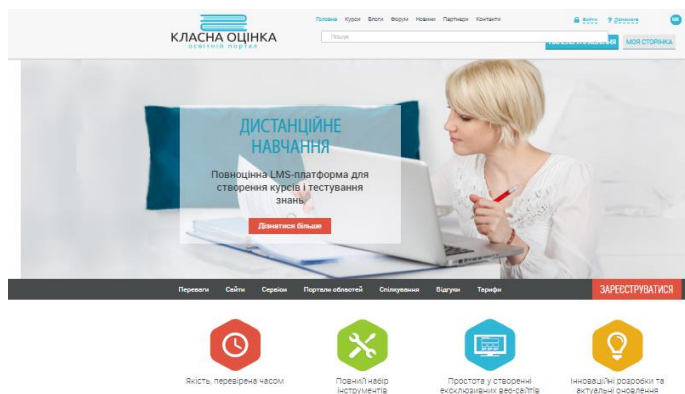 КЛАСНА ОЦІНКА
освітній портал
Головна Курси Блоги Форум Новини Партнери Контакти
Ввійти ? Допомога
Пошук
МОЯ СТОРІНКА
ДИСТАНЦІЙНЕ
НАВЧАННЯ
Повноцінна LMS-платформа для
створення курсів і тестування
знань
Дізнатися більше
Переваги Сайти Сервіси Портали областей Спілкування Відгуки Тарифи
ЗАРЕЄСТРУВАТИСЯ
Якість, перевірена часом
Повний набір
інструментів
Простота у створенні
ексклюзивних веб-сайтів
Інноваційні розробки та
актуальні оновлення